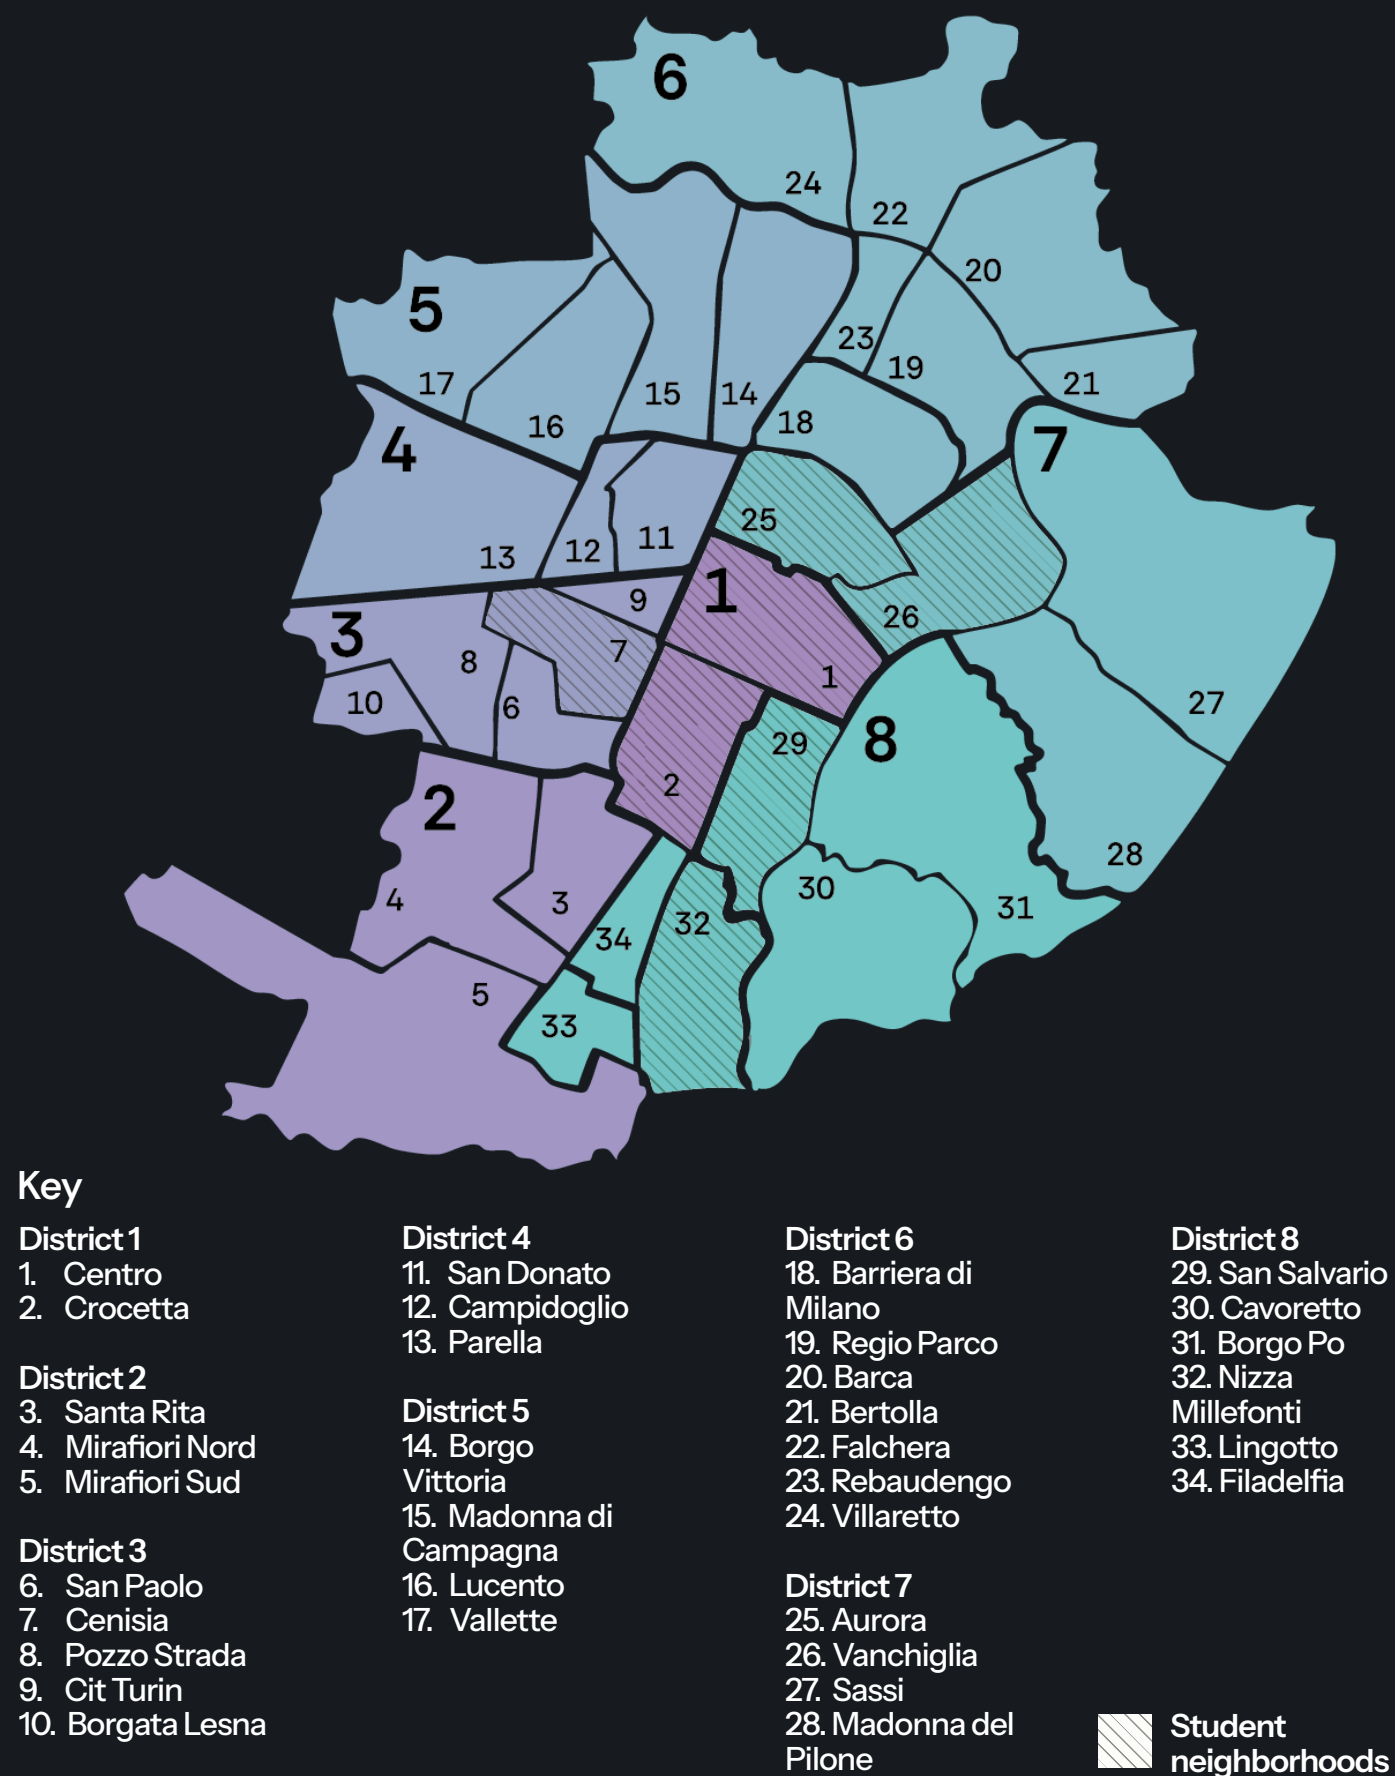 6
24
22
20
5
23
19
17
15
14
21
16
18
4
7
25
11
12
13
1
9
26
3
7
8
1
10
6
27
29
8
2
2
28
30
4
3
31
32
34
5
33
Key
District 1
1. Centro
2. Crocetta
District 2
3. Santa Rita
4. Mirafiori Nord
5. Mirafiori Sud
District 3
6. San Paolo
7. Cenisia
8. Pozzo Strada
9. Cit Turin
10. Borgata Lesna
District 4
11. San Donato
12. Campidoglio
13. Parella
District 5
14. Borgo
Vittoria
15. Madonna di
Campagna
16. Lucento
17. Vallette
District 6
18. Barriera di
Milano
19. Regio Parco
20. Barca
21. Bertolla
22. Falchera
23. Rebaudengo
24. Villaretto
District 7
25. Aurora
26. Vanchiglia
27. Sassi
28. Madonna del
Pilone
District 8
29. San Salvario
30. Cavoretto
31. Borgo Po
32. Nizza
Millefonti
33. Lingotto
34. Filadelfia
Student
neighborhoods